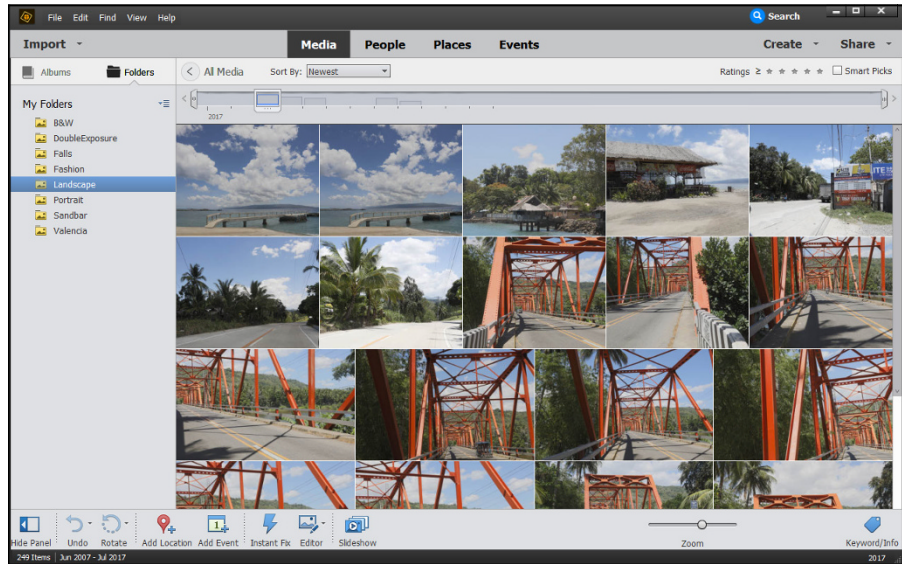 File Edit Find View Help Search
Import Media People Places Events Create Share
Albums Folders All Media Sort By: Newest Ratings ≥ Smart Picks
My Folders
2017
B&W
DoubleExposure
Falls
Fashion
Landscape
Portrait
Sandbar
Valencia
1
Hide Panel Undo Rotate Add Location Add Event Instant Fix Editor Slideshow Zoom Keyword/Info
249 Items Jun 2007 - Jul 2017 2017